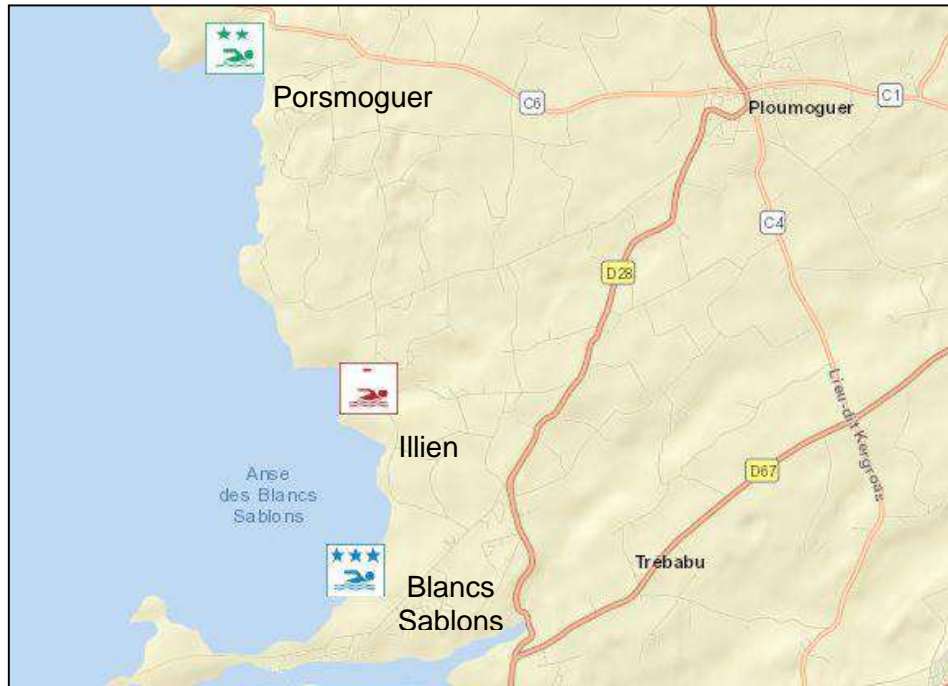 Porsmoguer
C6
Ploumoguer
C1
C4
D28
Lieu-dit Kergroas
Illien
Anse
des Blancs
Sablons
D67
Trébabu
Blancs
Sablons